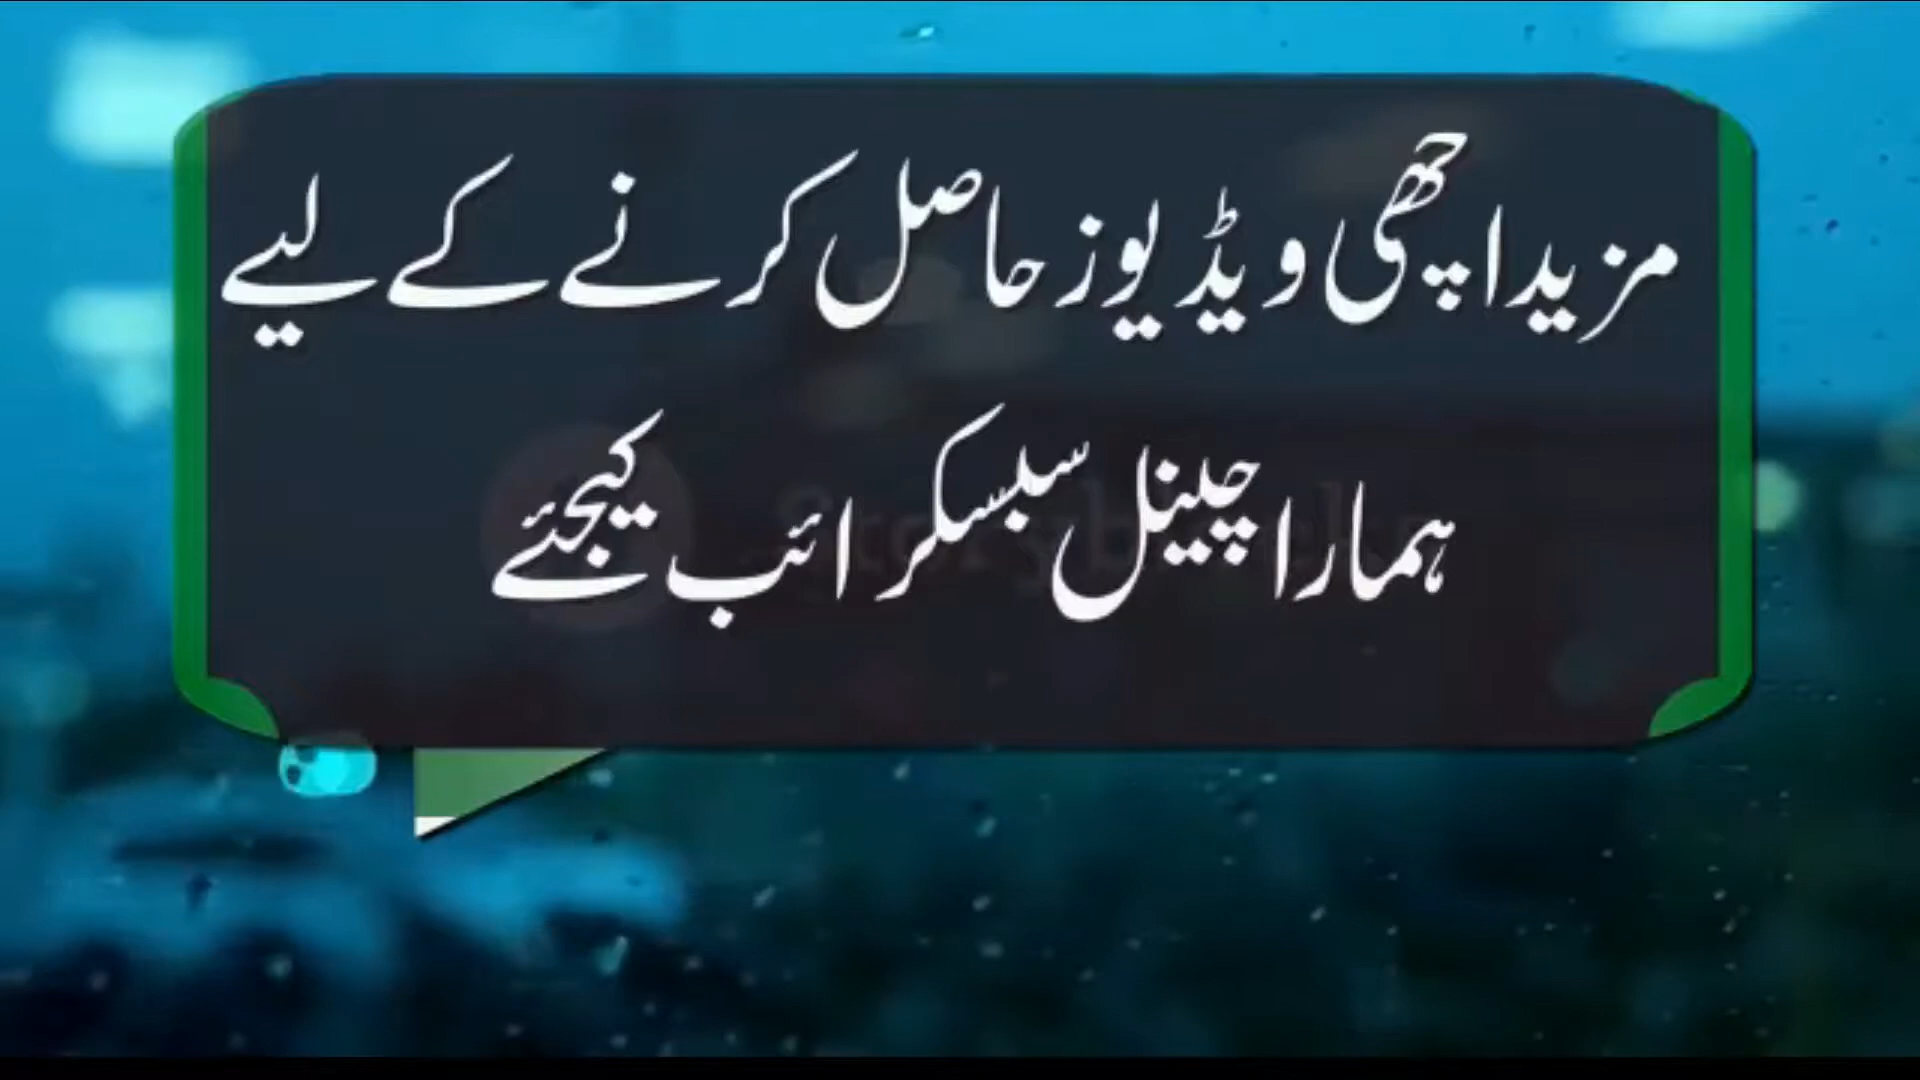 مزید اچھی ویڈیوز حاصل کرنے کے لیے
ہمارا چینل سبسکرائب کیجئے